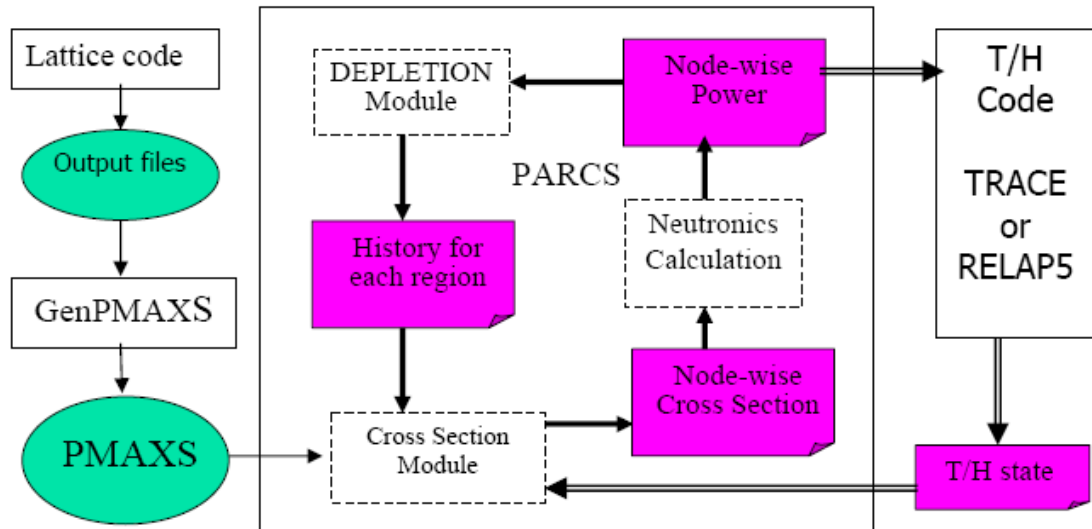 Lattice code
Output files
GenPMAXS
PMAXS
DEPLETION
Module
Node-wise
Power
PARCS
History for
each region
Neutronics
Calculation
Node-wise
Cross Section
Cross Section
Module
T/H
Code
TRACE
or
RELAP5
T/H state